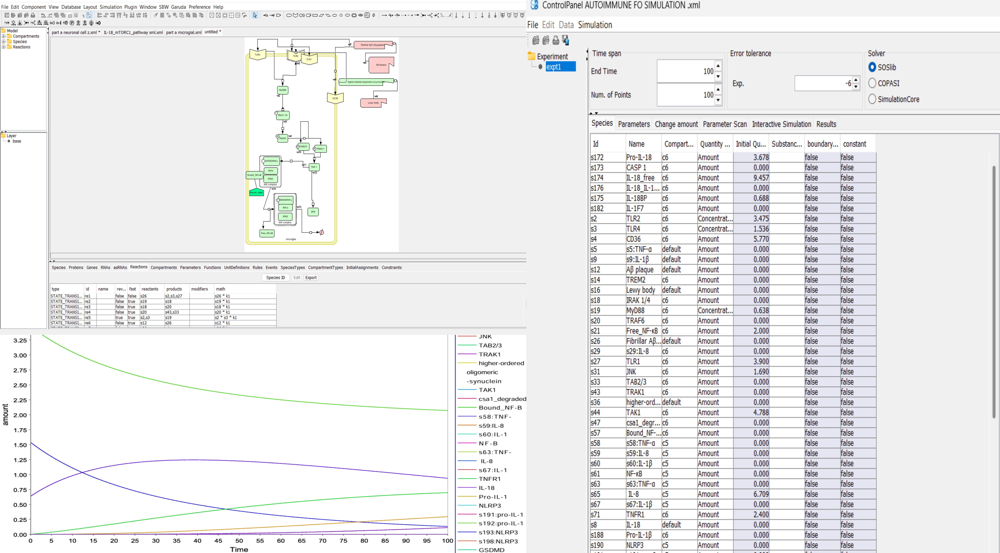 File Edit Component View Database Layout Simulation Plugin Window SBW Garuda Preference Help
Model
Compartments
Species
Reactions
Layer
base
part a neuronal cell z.xml * IL-18_mTORC1_pathway xml.xml part a microgial.xml untitled *
TLR4
TLR2
TLR1
Fibrillar Aβ1-42peptides
Aβ plaque
higher-ordered oligomeric α-synuclein
Lewy body
CD36
MyD88
re2
IRAK 1/4
re3
TRAF6
re4
TAB2/3
TRAK1
re10
NEMO/IKKγ
re11
TAK1
re12
IKKα
IKKβ
Bound_NF-κB
IKK complex
re14
Bound_state
NEMO/IKKγ
IKKα
IKKβ
IKK complex
re13
JNK
Free_NF-κB
microglia
Species Proteins Genes RNAs asRNAs Reactions Compartments Parameters Functions UnitDefinitions Rules Events SpeciesTypes CompartmentTypes InitialAssignments Constraints
Species ID Edit Export
type id name rev... fast reactants products modifiers math
STATE_TRANSI... re1 false false s26 s2,s3,s27 s26 * k1
STATE_TRANSI... re2 false true s19 s18 s19 * k1
STATE_TRANSI... re3 false true s18 s20 s18 * k1
STATE_TRANSI... re4 false true s20 s43,s33 s20 * k1
STATE_TRANSI... re5 true true s2,s3 s19 s2 * s3 * k1
STATE_TRANSI... re6 false true s12 s26 s12 * k1
amount
3.25
3.00
2.75
2.50
2.25
2.00
1.75
1.50
1.25
1.00
0.75
0.50
0.25
0.00
0 5 10 15 20 25 30 35 40 45 50 55 60 65 70 75 80 85 90 95 100
Time
JNK
TAB2/3
TRAK1
higher-ordered
oligomeric
-synuclein
TAK1
csa1_degraded
Bound_NF-B
s58:TNF-
s59:IL-8
s60:IL-1
NF-B
s63:TNF-
IL-8
s67:IL-1
TNFR1
IL-18
Pro-IL-1
NLRP3
s191:pro-IL-1
s192:pro-IL-1
s193:NLRP3
s198:NLRP3
GSDMD
ControlPanel AUTOIMMUNE FO SIMULATION .xml
File Edit Data Simulation
Experiment
expt1
Time span
End Time 100
Num. of Points 100
Error tolerance
Exp. -6
Solver
SOSlib
COPASI
SimulationCore
Species Parameters Change amount Parameter Scan Interactive Simulation Results
Id Name Compart... Quantity ... Initial Qu... Substanc... boundary... constant
s172 Pro-IL-18 c6 Amount 3.678 false false
s173 CASP 1 c6 Amount 0.000 false false
s174 IL-18_free c6 Amount 9.457 false false
s176 IL-18_IL-1... c6 Amount 0.000 false false
s175 IL-18BP c6 Amount 0.688 false false
s182 IL-1F7 c6 Amount 0.000 false false
s2 TLR2 c6 Concentrat... 3.475 false false
s3 TLR4 c6 Concentrat... 1.536 false false
s4 CD36 c6 Amount 5.770 false false
s5 s5:TNF-α default Amount 0.000 false false
s9 s9:IL-1β default Amount 0.000 false false
s12 Aβ plaque default Amount 0.000 false false
s14 TREM2 c6 Amount 0.000 false false
s16 Lewy body default Amount 0.000 false false
s18 IRAK 1/4 c6 Amount 0.000 false false
s19 MyD88 c6 Concentrat... 0.638 false false
s20 TRAF6 c6 Amount 0.000 false false
s21 Free_NF-κB c6 Amount 2.000 false false
s26 Fibrillar Aβ... default Amount 0.000 false false
s29 s29:IL-8 c6 Amount 0.000 false false
s27 TLR1 c6 Amount 3.900 false false
s31 JNK c6 Amount 1.690 false false
s33 TAB2/3 c6 Amount 0.000 false false
s43 TRAK1 c6 Amount 0.000 false false
s36 higher-ord... default Amount 0.000 false false
s44 TAK1 c6 Amount 4.788 false false
s47 csa1_degr... c6 Amount 0.000 false false
s57 Bound_NF-... c6 Amount 0.000 false false
s58 s58:TNF-α c5 Amount 0.000 false false
s59 s59:IL-8 c5 Amount 0.000 false false
s60 s60:IL-1β c5 Amount 0.000 false false
s61 NF-κB c5 Amount 0.000 false false
s63 s63:TNF-α c5 Amount 0.000 false false
s65 IL-8 c5 Amount 6.709 false false
s67 s67:IL-1β c5 Amount 0.000 false false
s71 TNFR1 c6 Amount 2.400 false false
s8 IL-18 default Amount 0.000 false false
s188 Pro-IL-1β c6 Amount 0.000 false false
s190 NLRP3 c5 Amount 0.000 false false